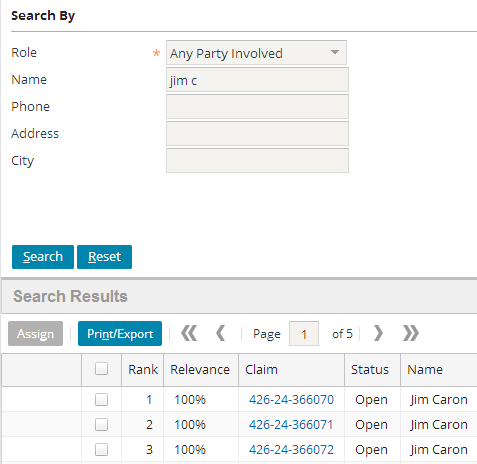 Search By
Role * Any Party Involved
Name jim c
Phone
Address
City
Search Reset
Search Results
Assign Print/Export Page 1 of 5
Rank Relevance Claim Status Name
1 100% 426-24-366070 Open Jim Caron
2 100% 426-24-366071 Open Jim Caron
3 100% 426-24-366072 Open Jim Caron